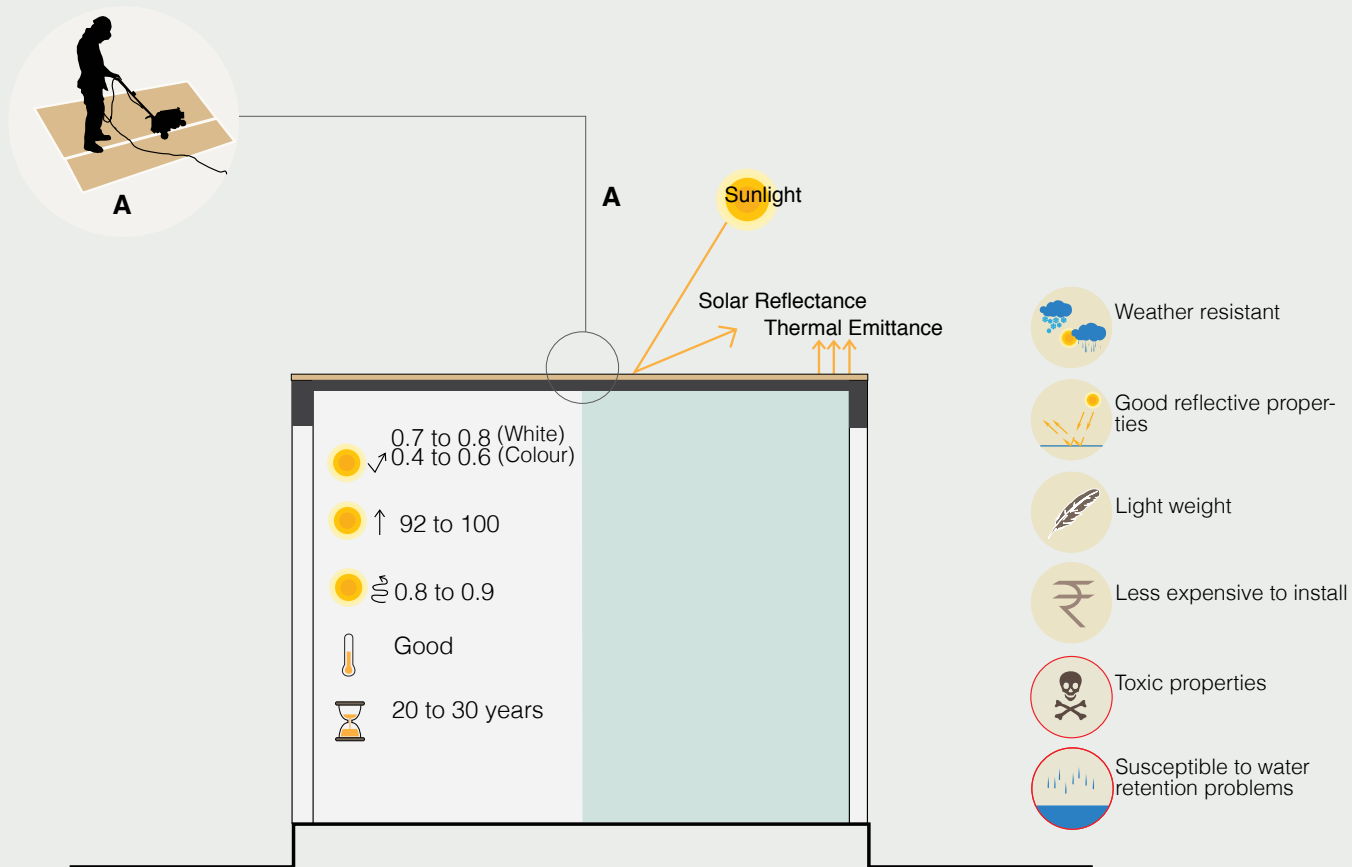 A
A
Sunlight
Solar Reflectance
Thermal Emittance
0.7 to 0.8 (White)
0.4 to 0.6 (Colour)
92 to 100
0.8 to 0.9
Good
20 to 30 years
Weather resistant
Good reflective proper-
ties
Light weight
Less expensive to install
Toxic properties
Susceptible to water
retention problems